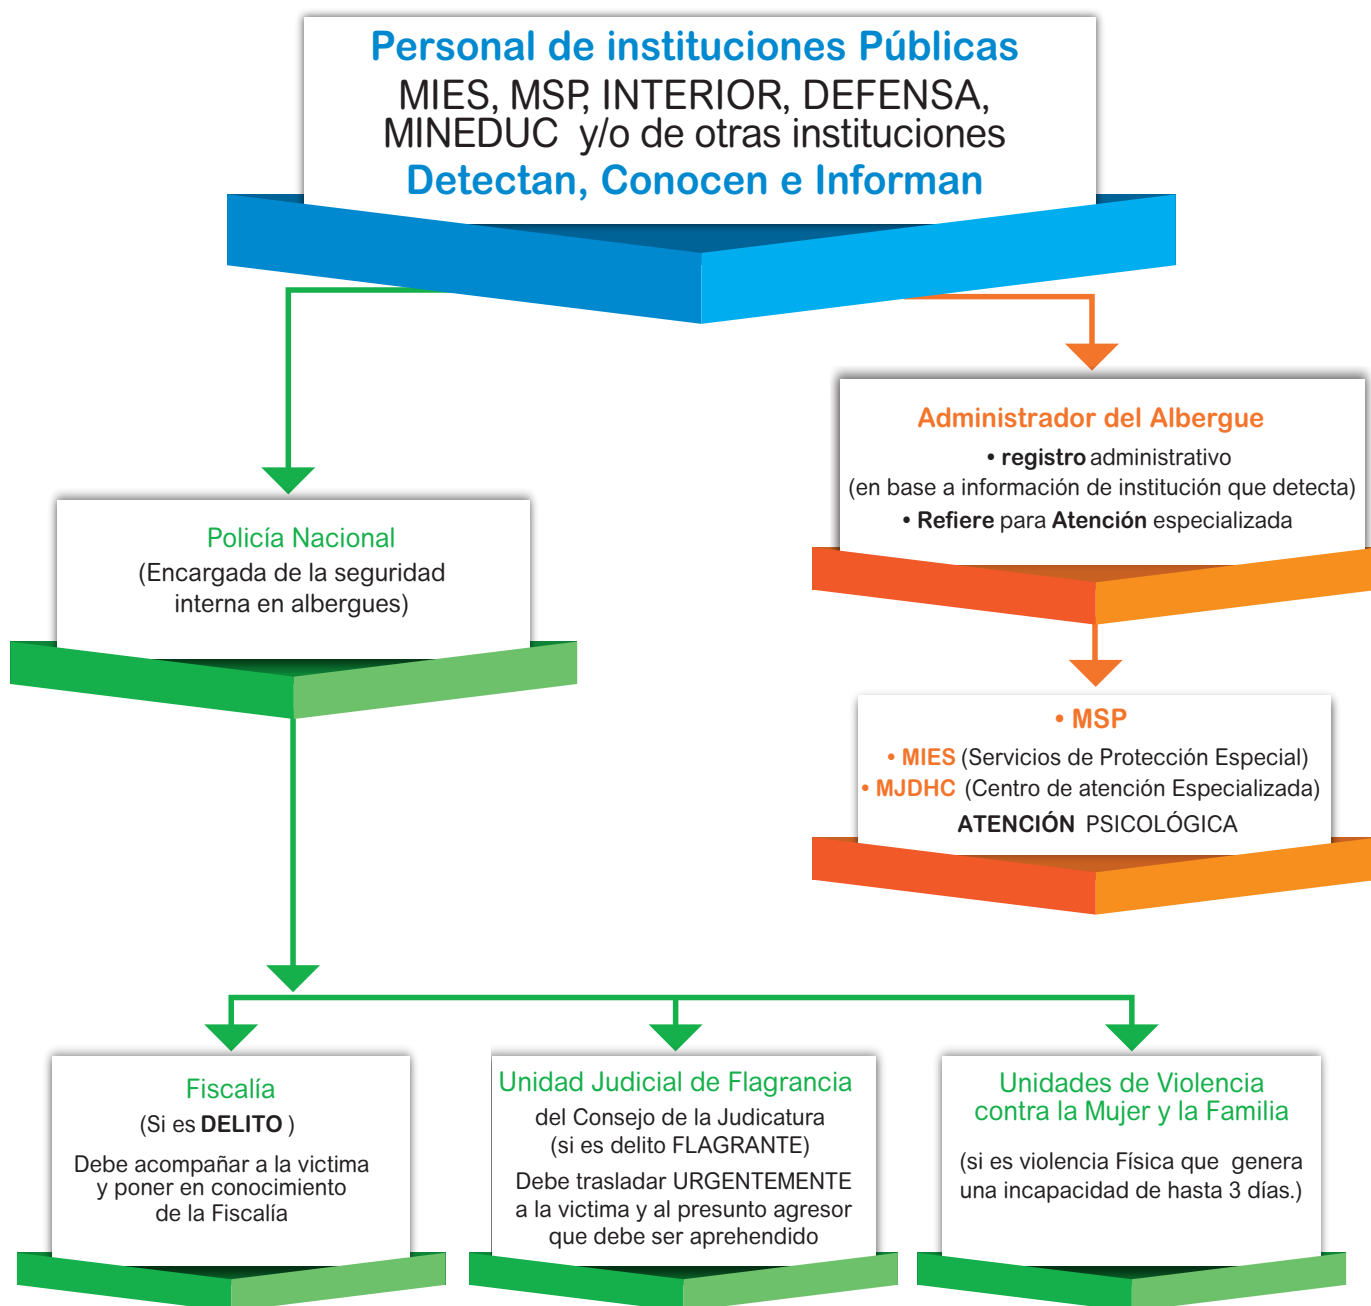 Personal de instituciones Públicas
MIES, MSP, INTERIOR, DEFENSA,
MINEDUC y/o de otras instituciones
Detectan, Conocen e Informan
Administrador del Albergue
• registro administrativo
(en base a información de institución que detecta)
• Refiere para Atención especializada
Policía Nacional
(Encargada de la seguridad
interna en albergues)
• MSP
• MIES (Servicios de Protección Especial)
• MJDHC (Centro de atención Especializada)
ATENCIÓN PSICOLÓGICA
Fiscalía
(Si es DELITO )
Debe acompañar a la victima
y poner en conocimiento
de la Fiscalía
Unidad Judicial de Flagrancia
del Consejo de la Judicatura
(si es delito FLAGRANTE)
Debe trasladar URGENTEMENTE
a la victima y al presunto agresor
que debe ser aprehendido
Unidades de Violencia
contra la Mujer y la Familia
(si es violencia Física que genera
una incapacidad de hasta 3 días.)